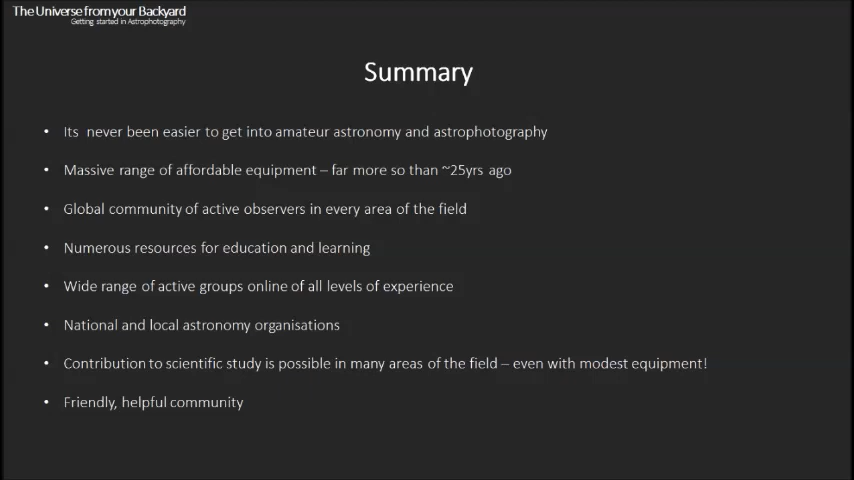 The Universe from your Backyard
Getting started in Astrophotography
Summary
• Its  never been easier to get into amateur astronomy and astrophotography
• Massive range of affordable equipment – far more so than ~25yrs ago
• Global community of active observers in every area of the field
• Numerous resources for education and learning
• Wide range of active groups online of all levels of experience
• National and local astronomy organisations
• Contribution to scientific study is possible in many areas of the field – even with modest equipment!
• Friendly, helpful community